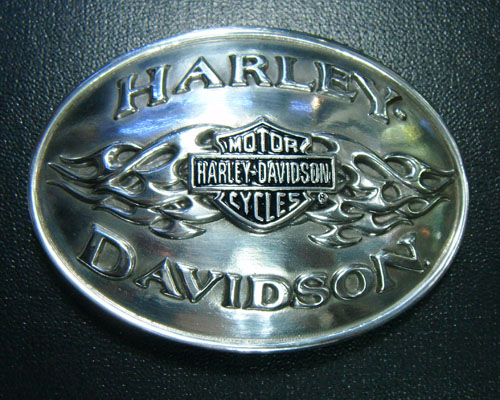 HARLEY
MOTOR
HARLEY-DAVIDSON
CYCLES ®
DAVIDSON